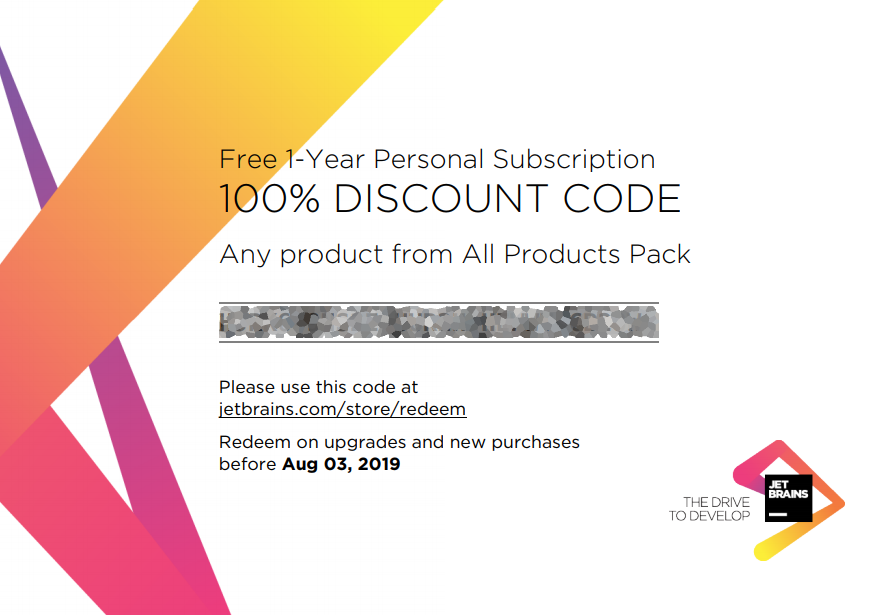 Free 1-Year Personal Subscription
100% DISCOUNT CODE
Any product from All Products Pack
Please use this code at
jetbrains.com/store/redeem
Redeem on upgrades and new purchases
before Aug 03, 2019
THE DRIVE
TO DEVELOP
JET
BRAINS